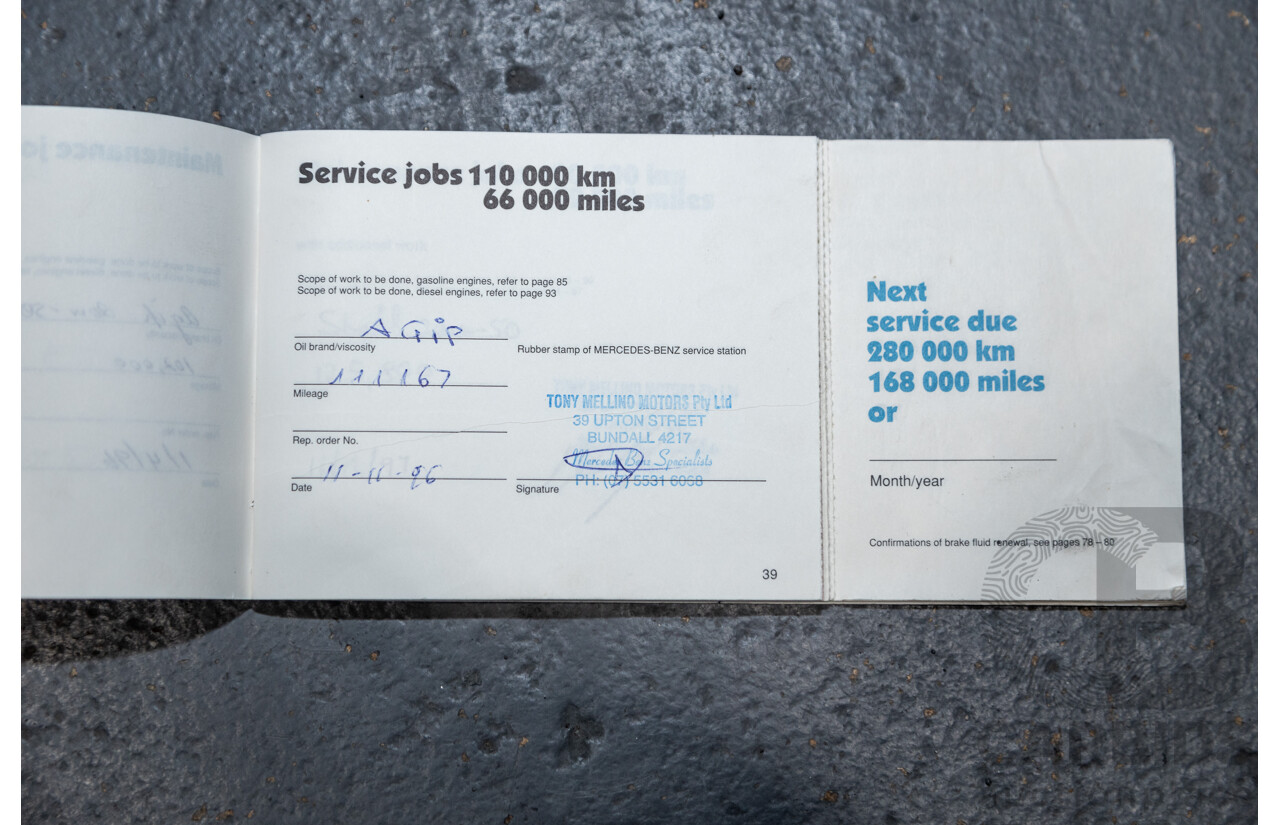 Service jobs 110 000 km
66 000 miles
Scope of work to be done, gasoline engines, refer to page 85
Scope of work to be done, diesel engines, refer to page 93
AGiP
Oil brand/viscosity
Rubber stamp of MERCEDES-BENZ service station
111167
Mileage
TONY MELLINO MOTORS Pty Ltd
39 UPTON STREET
BUNDALL 4217
Mercedes Benz Specialists
PH: (07) 5531 6058
Rep. order No.
11-11-96
Date
Signature
39
Next
service due
280 000 km
168 000 miles
or
Month/year
Confirmations of brake fluid renewal, see pages 78 – 80